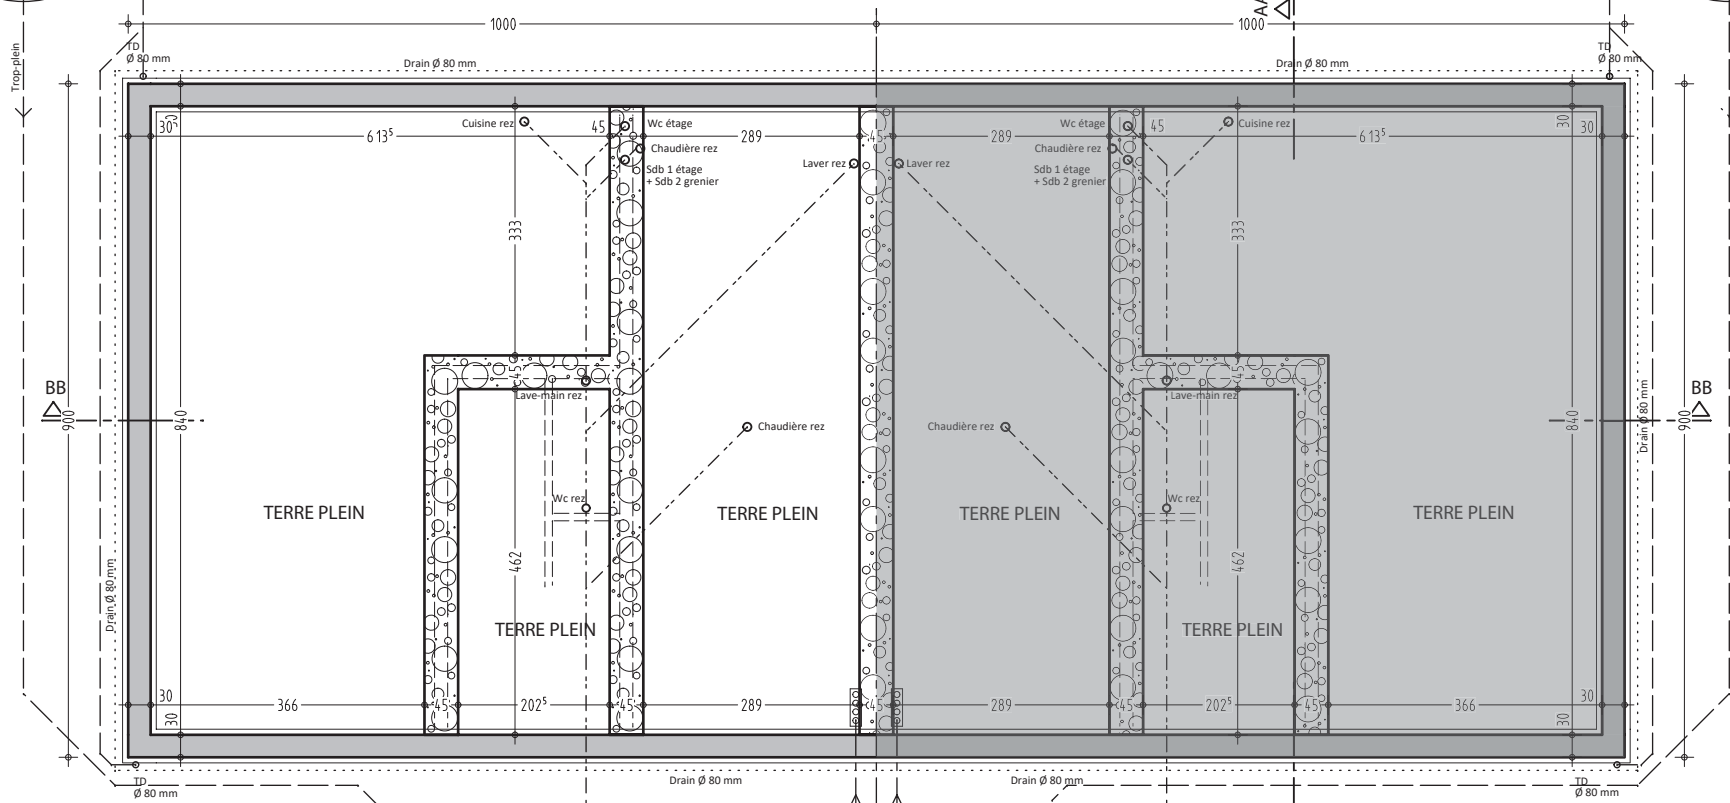 1000
1000
AA
Trop-plein
TD
Ø 80 mm
Drain Ø 80 mm
Drain Ø 80 mm
TD
Ø 80 mm
30
30
613⁵
Cuisine rez
45
Wc étage
289
45
289
Wc étage
45
Cuisine rez
613⁵
30
30
Chaudière rez
Chaudière rez
Sdb 1 étage
+ Sdb 2 grenier
Laver rez
Laver rez
Sdb 1 étage
+ Sdb 2 grenier
333
333
45
45
BB
Lave-main rez
Lave-main rez
BB
900
840
Chaudière rez
Chaudière rez
840
Drain Ø 80 mm
900
Wc rez
Wc rez
TERRE PLEIN
TERRE PLEIN
TERRE PLEIN
TERRE PLEIN
462
462
Drain Ø 80 mm
TERRE PLEIN
TERRE PLEIN
30
30
366
45
202⁵
45
289
45
289
45
202⁵
45
366
30
30
TD
Ø 80 mm
Drain Ø 80 mm
Drain Ø 80 mm
TD
Ø 80 mm